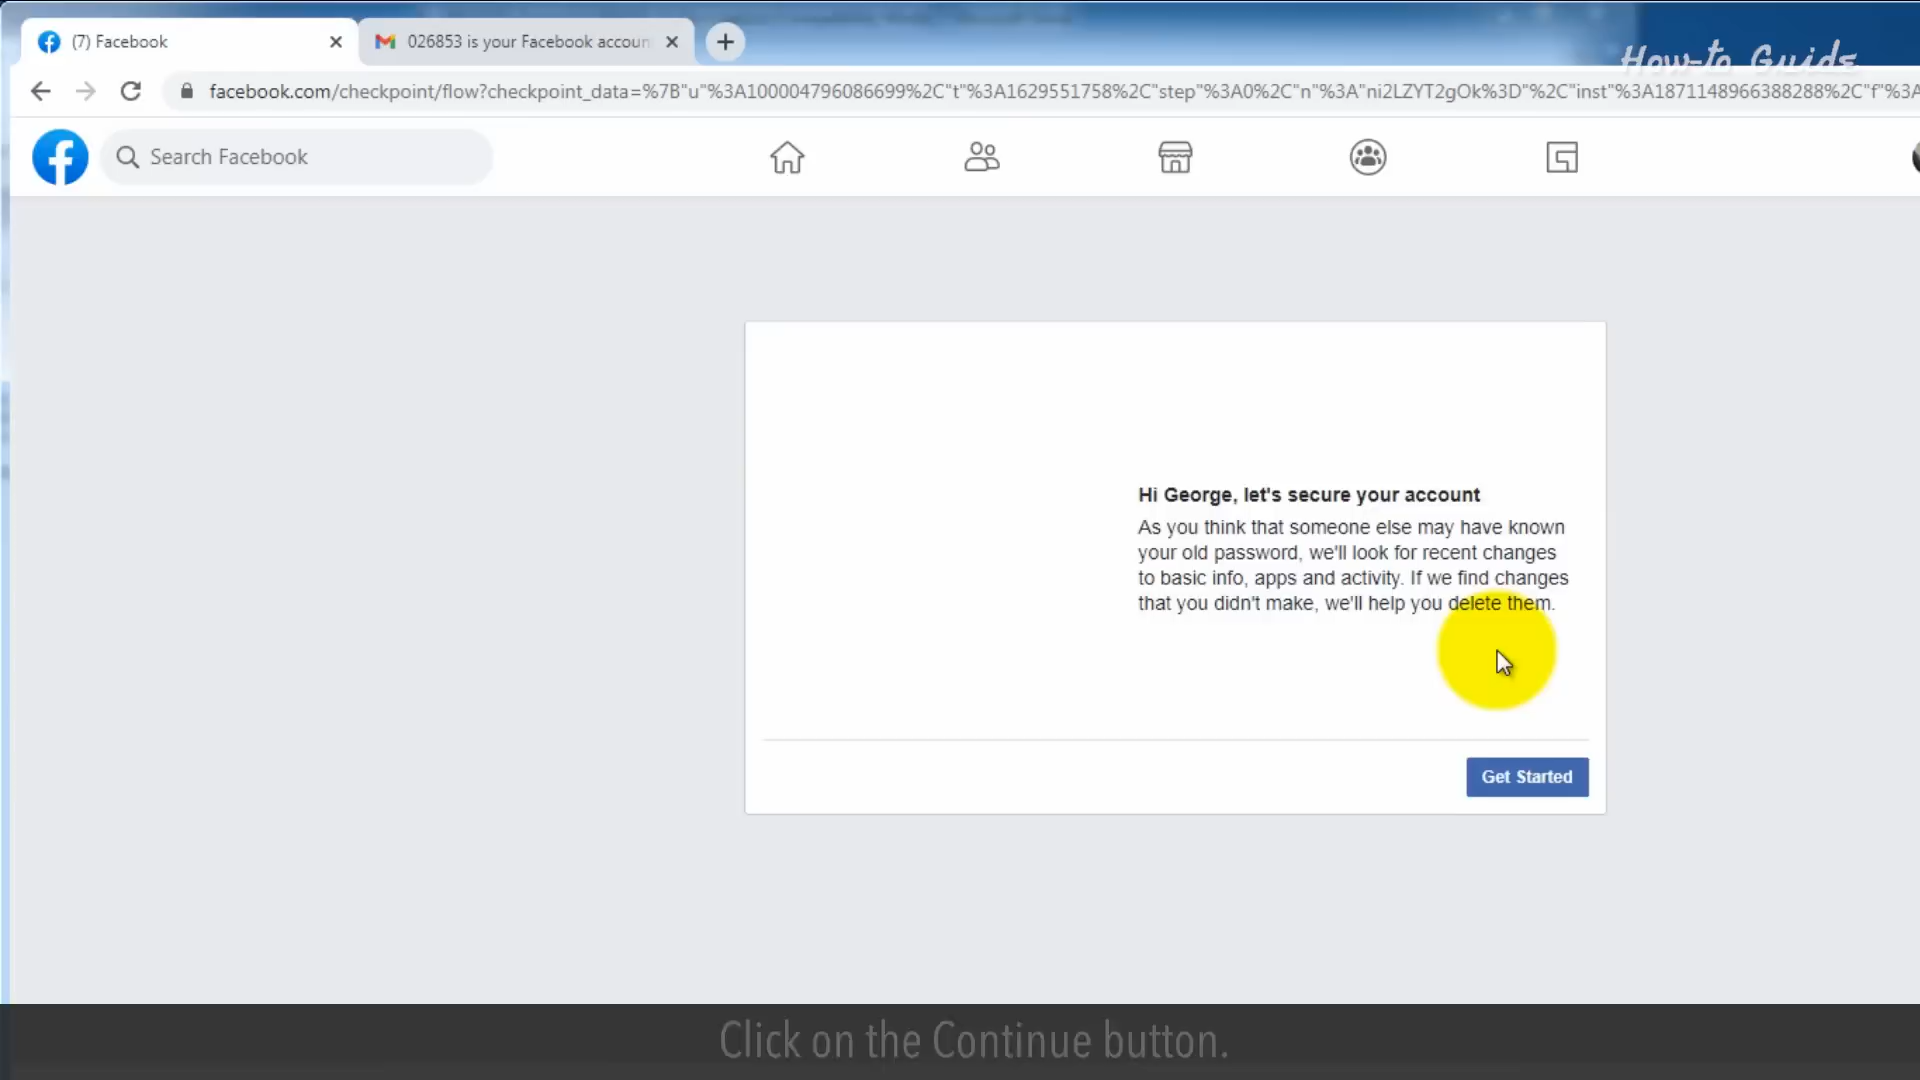 (7) Facebook
026853 is your Facebook accoun
How-to Guide
facebook.com/checkpoint/flow?checkpoint_data=%7B"u"%3A100004796086699%2C"t"%3A1629551758%2C"step"%3A0%2C"n"%3A"ni2LZYT2gOk%3D"%2C"inst"%3A1871148966388288%2C"f"%3A
Search Facebook
Hi George, let's secure your account
As you think that someone else may have known
your old password, we'll look for recent changes
to basic info, apps and activity. If we find changes
that you didn't make, we'll help you delete them.
Get Started
Click on the Continue button.